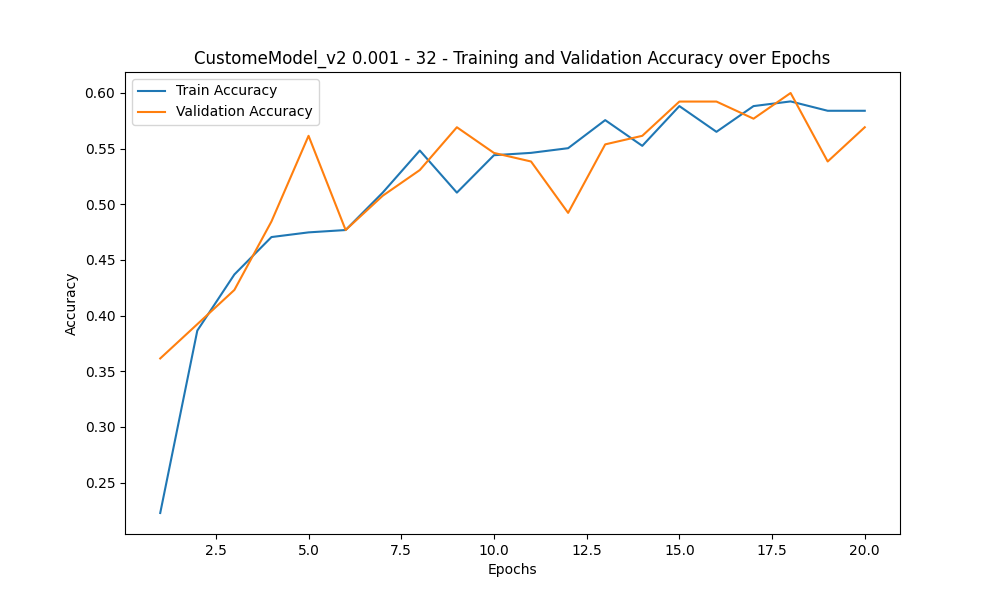 CustomeModel_v2 0.001 - 32 - Training and Validation Accuracy over Epochs
Train Accuracy
Validation Accuracy
0.60
0.55
0.50
0.45
0.40
0.35
0.30
0.25
Accuracy
2.5 5.0 7.5 10.0 12.5 15.0 17.5 20.0
Epochs